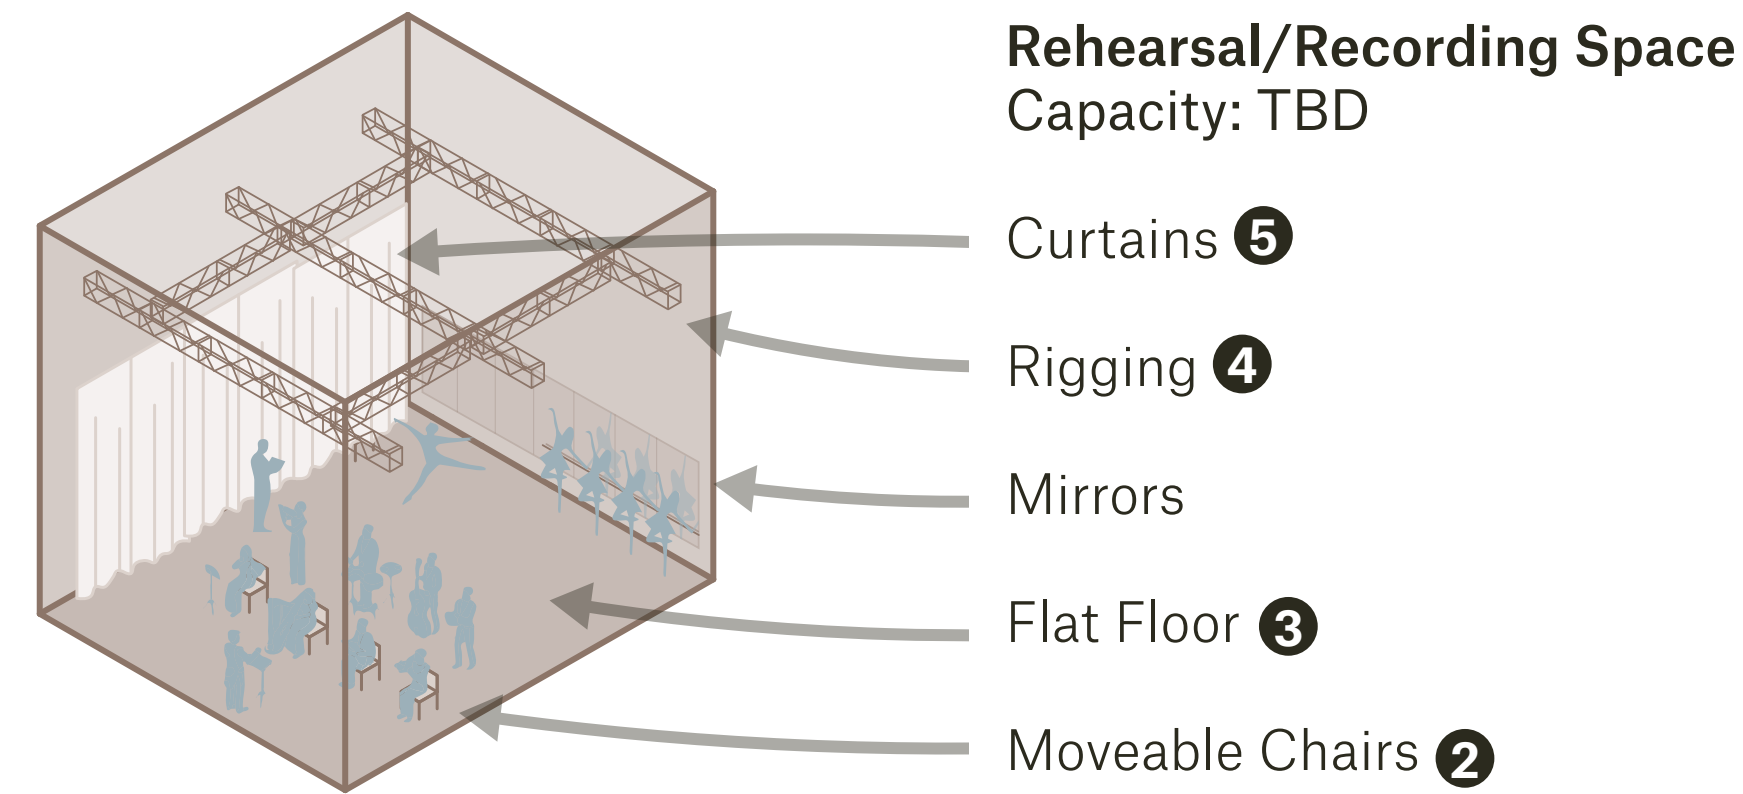 Rehearsal/Recording Space
Capacity: TBD
Curtains 5
Rigging 4
Mirrors
Flat Floor 3
Moveable Chairs 2